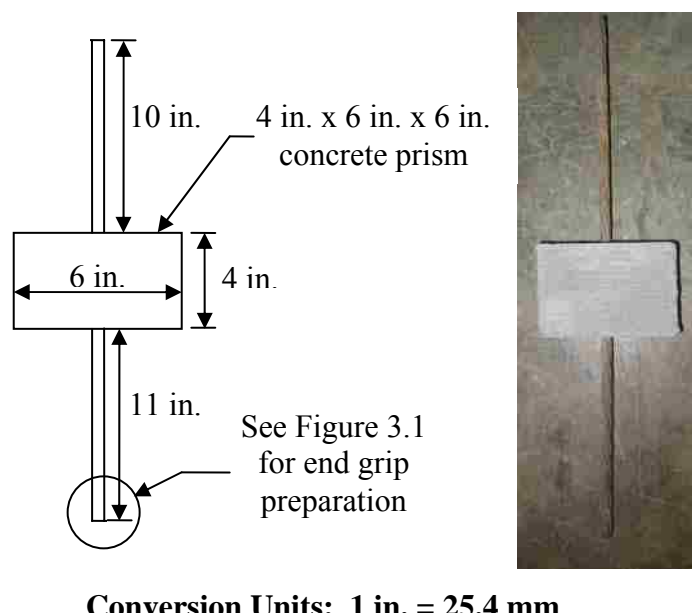 10 in.
4 in. x 6 in. x 6 in.
concrete prism
6 in.
4 in.
11 in.
See Figure 3.1
for end grip
preparation
Conversion Units: 1 in. = 25.4 mm